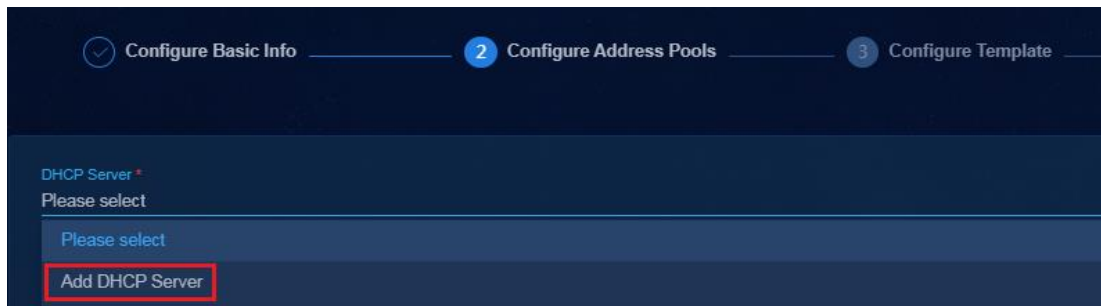 Configure Basic Info 2 Configure Address Pools 3 Configure Template
DHCP Server *
Please select
Please select
Add DHCP Server